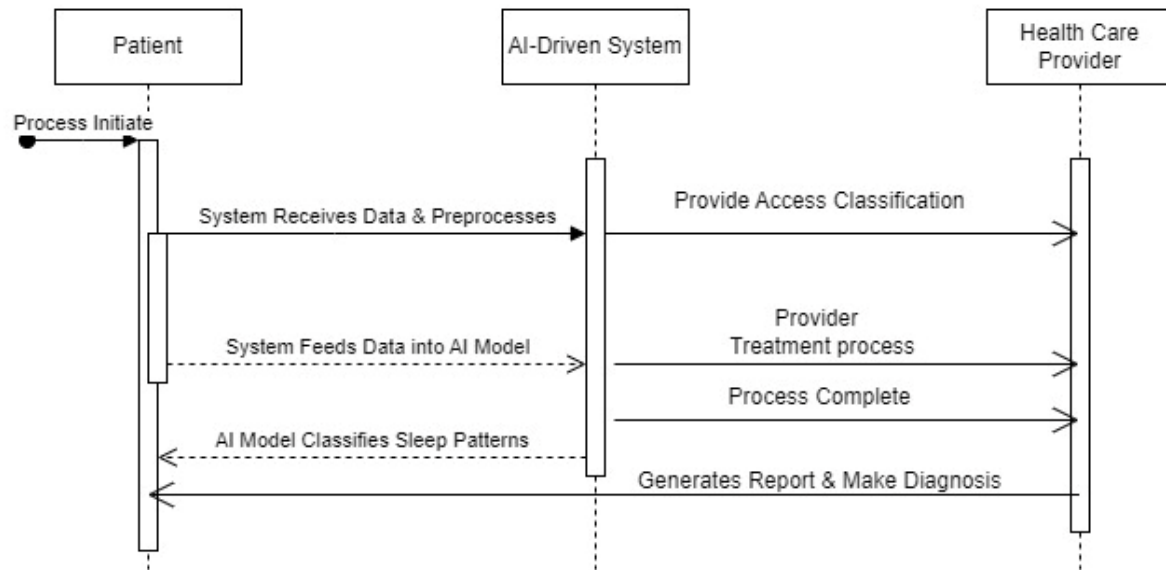 Patient
AI-Driven System
Health Care
Provider
Process Initiate
System Receives Data & Preprocesses
Provide Access Classification
System Feeds Data into AI Model
Provider
Treatment process
Process Complete
AI Model Classifies Sleep Patterns
Generates Report & Make Diagnosis